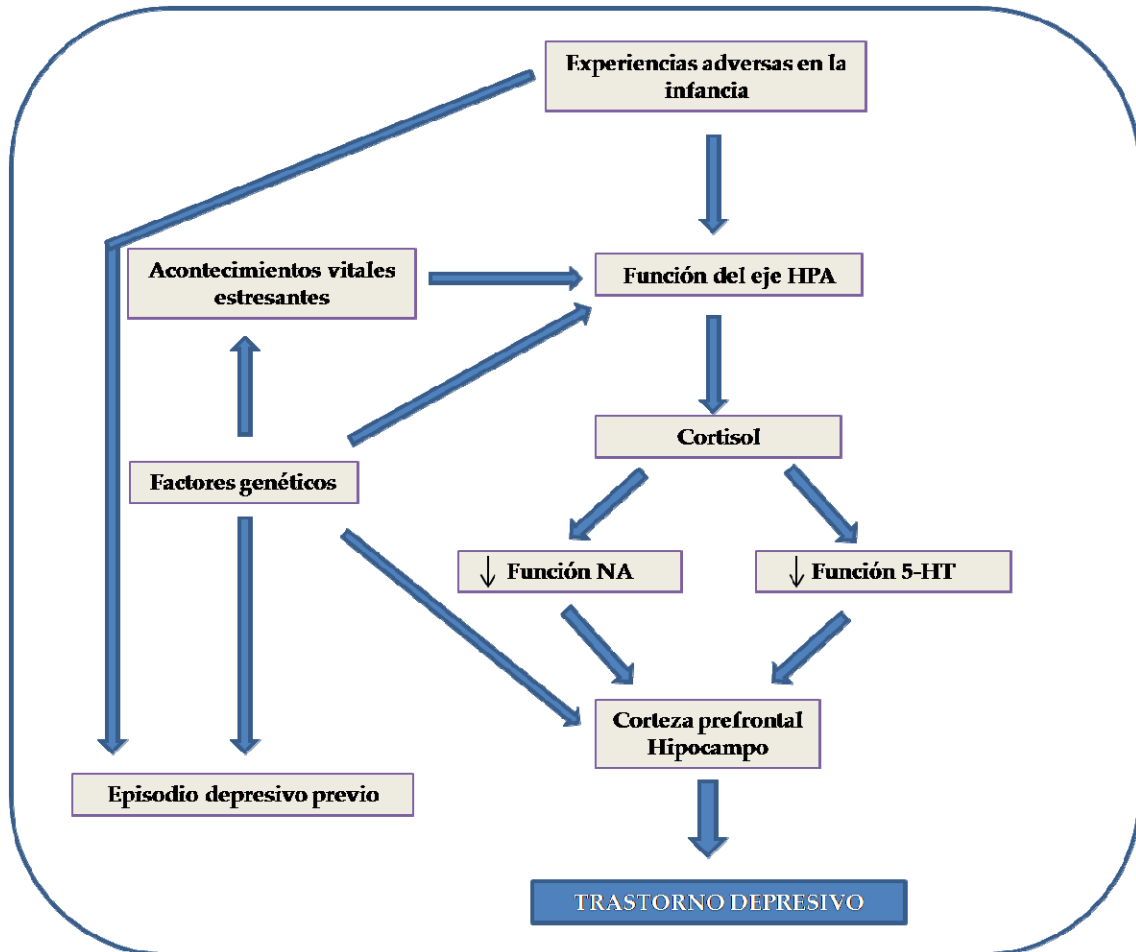 Experiencias adversas en la
infancia
Acontecimientos vitales
estresantes
Función del eje HPA
Cortisol
Factores genéticos
↓ Función NA
↓ Función 5-HT
Corteza prefrontal
Hipocampo
Episodio depresivo previo
TRASTORNO DEPRESIVO